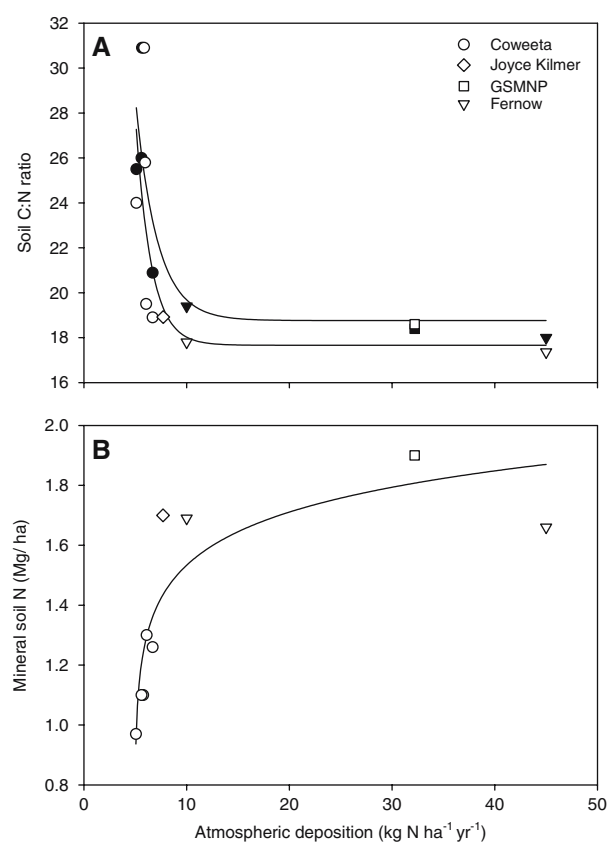 32
30
28
26
24
22
20
18
16
Soil C:N ratio
A
Coweeta
Joyce Kilmer
GSMNP
Fernow
2.0
1.8
1.6
1.4
1.2
1.0
0.8
Mineral soil N (Mg/ ha)
B
0 10 20 30 40 50
Atmospheric deposition (kg N ha⁻¹ yr⁻¹)